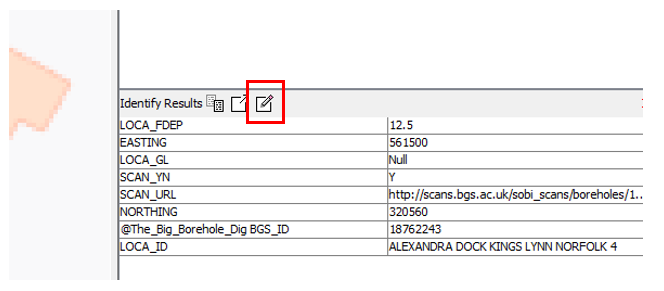 Identify Results
LOCA_FDEP 12.5
EASTING 561500
LOCA_GL Null
SCAN_YN Y
SCAN_URL http://scans.bgs.ac.uk/sobi_scans/boreholes/1..
NORTHING 320560
@The_Big_Borehole_Dig BGS_ID 18762243
LOCA_ID ALEXANDRA DOCK KINGS LYNN NORFOLK 4